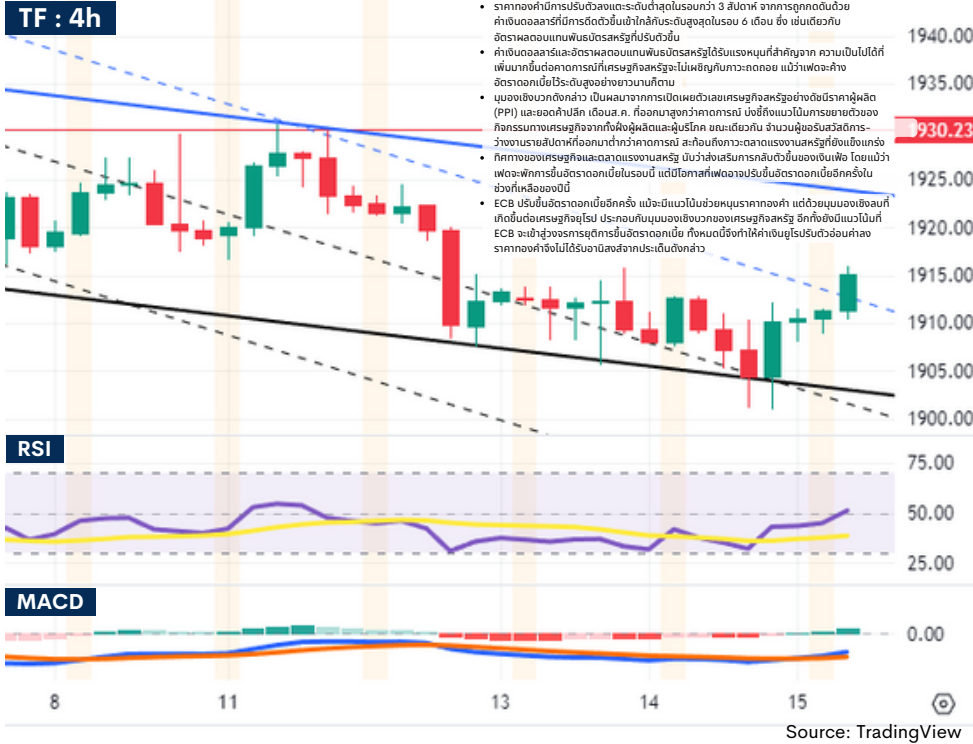 TF : 4h
• ราคาทองคำมีการปรับตัวลงแตะระดับต่ำสุดในรอบกว่า 3 สัปดาห์ จากการถูกกดดันด้วย
ค่าเงินดอลลาร์ที่มีการดีดตัวขึ้นเข้าใกล้กับระดับสูงสุดในรอบ 6 เดือน ซึ่ง เช่นเดียวกับ
อัตราผลตอบแทนพันธบัตรสหรัฐที่ปรับตัวขึ้น
• ค่าเงินดอลลาร์และอัตราผลตอบแทนพันธบัตรสหรัฐได้รับแรงหนุนที่สำคัญจาก ความเป็นไปได้ที่
เพิ่มมากขึ้นต่อคาดการณ์ที่เศรษฐกิจสหรัฐจะไม่เผชิญกับภาวะถดถอย แม้ว่าเฟดจะค้าง
อัตราดอกเบี้ยไว้ระดับสูงอย่างยาวนานก็ตาม
• มุมองเชิงบวกดังกล่าว เป็นผลมาจากการเปิดเผยตัวเลขเศรษฐกิจสหรัฐอย่างดัชนีราคาผู้ผลิต
(PPI) และยอดค้าปลีก เดือนส.ค. ที่ออกมาสูงกว่าคาดการณ์ บ่งชี้ถึงแนวโน้มการขยายตัวของ
กิจกรรมทางเศรษฐกิจจากทั้งฝั่งผู้ผลิตและผู้บริโภค ขณะเดียวกัน จำนวนผู้ขอรับสวัสดิการ-
ว่างงานรายสัปดาห์ที่ออกมาต่ำกว่าคาดการณ์ สะท้อนถึงภาวะตลาดแรงงานสหรัฐที่ยังแข็งแกร่ง
• ทิศทางของเศรษฐกิจและตลาดแรงงานสหรัฐ นับว่าส่งเสริมการกลับตัวขึ้นของเงินเฟ้อ โดยแม้ว่า
เฟดจะพักการขึ้นอัตราดอกเบี้ยในรอบนี้ แต่มีโอกาสที่เฟดอาจปรับขึ้นอัตราดอกเบี้ยอีกครั้งใน
ช่วงที่เหลือของปีนี้
• ECB ปรับขึ้นอัตราดอกเบี้ยอีกครั้ง แม้จะมีแนวโน้มช่วยหนุนราคาทองคำ แต่ด้วยมุมมองเชิงลบที่
เกิดขึ้นต่อเศรษฐกิจยุโรป ประกอบกับมุมมองเชิงบวกของเศรษฐกิจสหรัฐ อีกทั้งยังมีแนวโน้มที่
ECB จะเข้าสู่วงจรการยุติการขึ้นอัตราดอกเบี้ย ทั้งหมดนี้จึงทำให้ค่าเงินยูโรปรับตัวอ่อนค่าลง
ราคาทองคำจึงไม่ได้รับอานิสงส์จากประเด็นดังกล่าว
1940.00
1935.00
1930.23
1925.00
1920.00
1915.00
1910.00
1905.00
1900.00
RSI
75.00
50.00
25.00
MACD
0.00
8 11 13 14 15
Source: TradingView